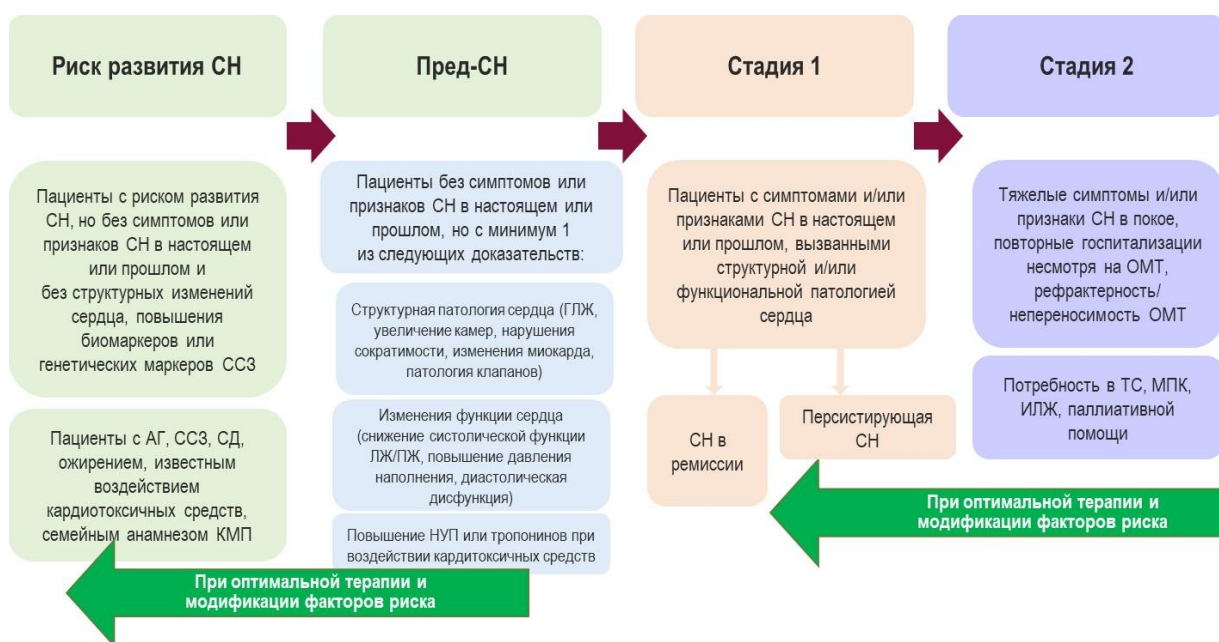 Риск развития СН
Пред-СН
Стадия 1
Стадия 2
Пациенты с риском развития
СН, но без симптомов или
признаков СН в настоящем
или прошлом и
без структурных изменений
сердца, повышения
биомаркеров или
генетических маркеров ССЗ
Пациенты с АГ, ССЗ, СД,
ожирением, известным
воздействием
кардиотоксичных средств,
семейным анамнезом КМП
Пациенты без симптомов или
признаков СН в настоящем или
прошлом, но с минимум 1
из следующих доказательств:
Структурная патология сердца (ГЛЖ,
увеличение камер, нарушения
сократимости, изменения миокарда,
патология клапанов)
Изменения функции сердца
(снижение систолической функции
ЛЖ/ПЖ, повышение давления
наполнения, диастолическая
дисфункция)
Повышение НУП или тропонинов при
воздействии кардитоксичных средств
При оптимальной терапии и
модификации факторов риска
Пациенты с симптомами и/или
признаками СН в настоящем
или прошлом, вызванными
структурной и/или
функциональной патологией
сердца
СН в
ремиссии
Персистирующая
СН
Тяжелые симптомы и/или
признаки СН в покое,
повторные госпитализации
несмотря на ОМТ,
рефрактерность/
непереносимость ОМТ
Потребность в ТС, МПК,
ИЛЖ, паллиативной
помощи
При оптимальной терапии и
модификации факторов риска